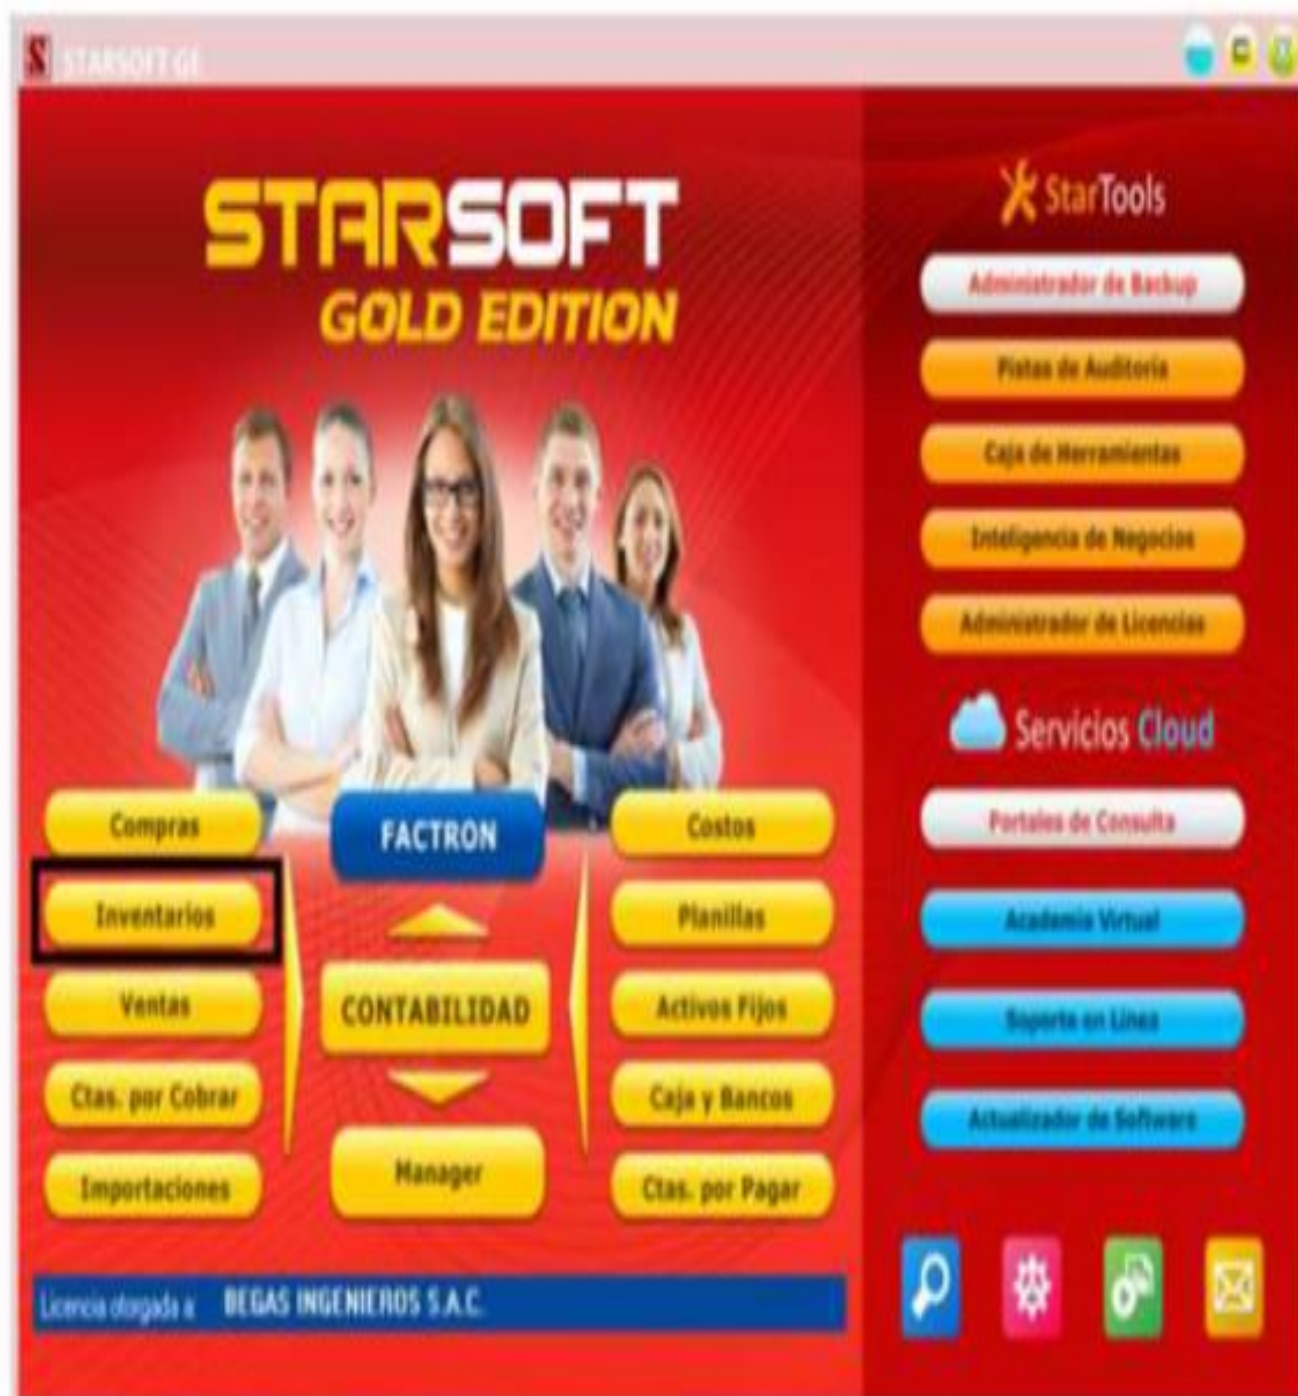 STARSOFT GE
STARSOFT
GOLD EDITION
Compras
Inventarios
Ventas
Ctas. por Cobrar
Importaciones
FACTRON
CONTABILIDAD
Manager
Costos
Planillas
Activos Fijos
Caja y Bancos
Ctas. por Pagar
Licencia otorgada a: BEGAS INGENIEROS S.A.C.
StarTools
Administrador de Backup
Pistas de Auditoria
Caja de Herramientas
Inteligencia de Negocios
Administrador de Licencias
Servicios Cloud
Portales de Consulta
Academia Virtual
Soporte en Linea
Actualizador de Software